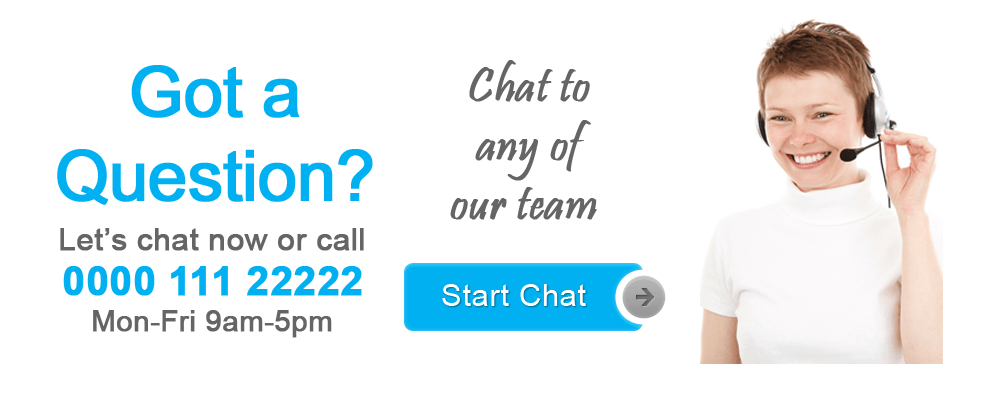 Got a
Question?
Let's chat now or call
0000 111 22222
Mon-Fri 9am-5pm
Chat to
any of
our team
Start Chat